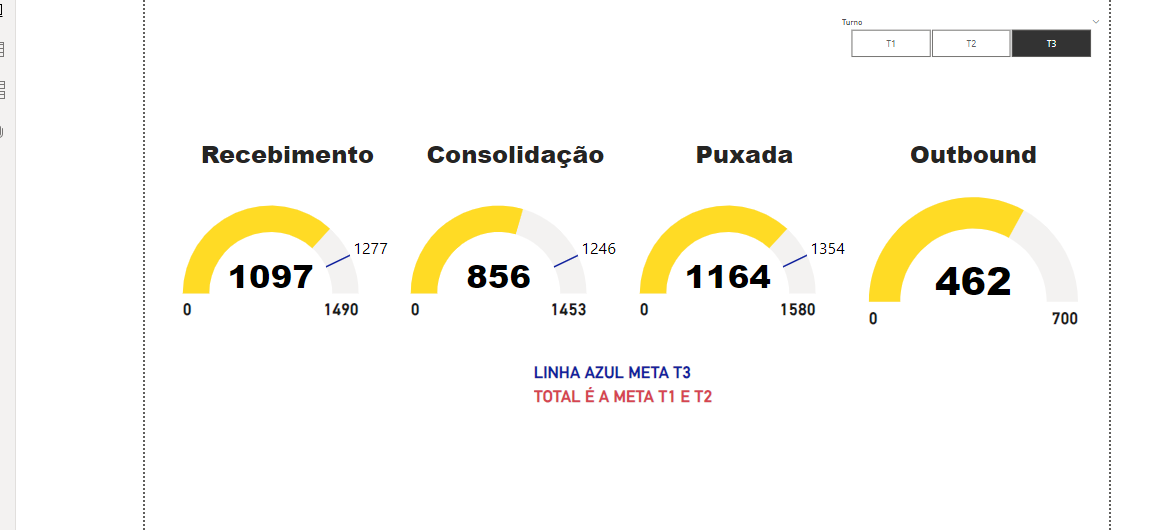 Turno
T1 T2 T3
Recebimento Consolidação Puxada Outbound
1277 1246 1354
1097 856 1164 462
0 1490 0 1453 0 1580 0 700
LINHA AZUL META T3
TOTAL É A META T1 E T2